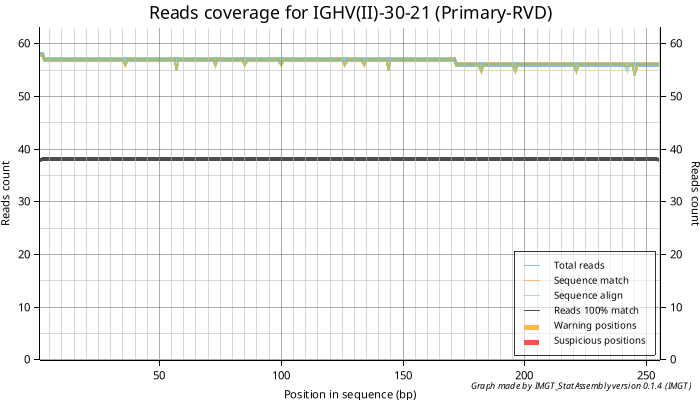 Reads coverage for IGHV(II)-30-21 (Primary-RVD)
60 60
50 50
40 40
30 30
20 20
10 10
0 0
Reads count
Reads count
Total reads
Sequence match
Sequence align
Reads 100% match
Warning positions
Suspicious positions
50 100 150 200 250
Position in sequence (bp)
Graph made by IMGT_StatAssembly version 0.1.4 (IMGT)